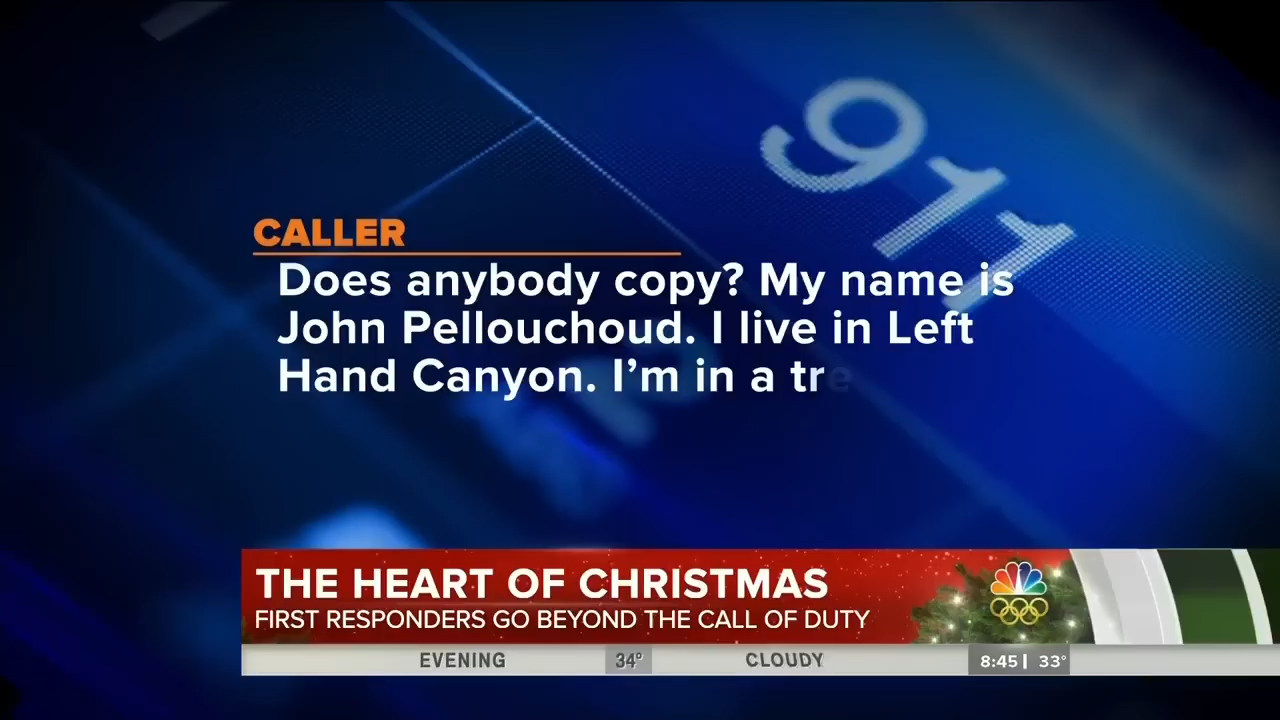 911
CALLER
Does anybody copy? My name is
John Pellouchoud. I live in Left
Hand Canyon. I'm in a tre
THE HEART OF CHRISTMAS
FIRST RESPONDERS GO BEYOND THE CALL OF DUTY
EVENING 34° CLOUDY 8:45 33°